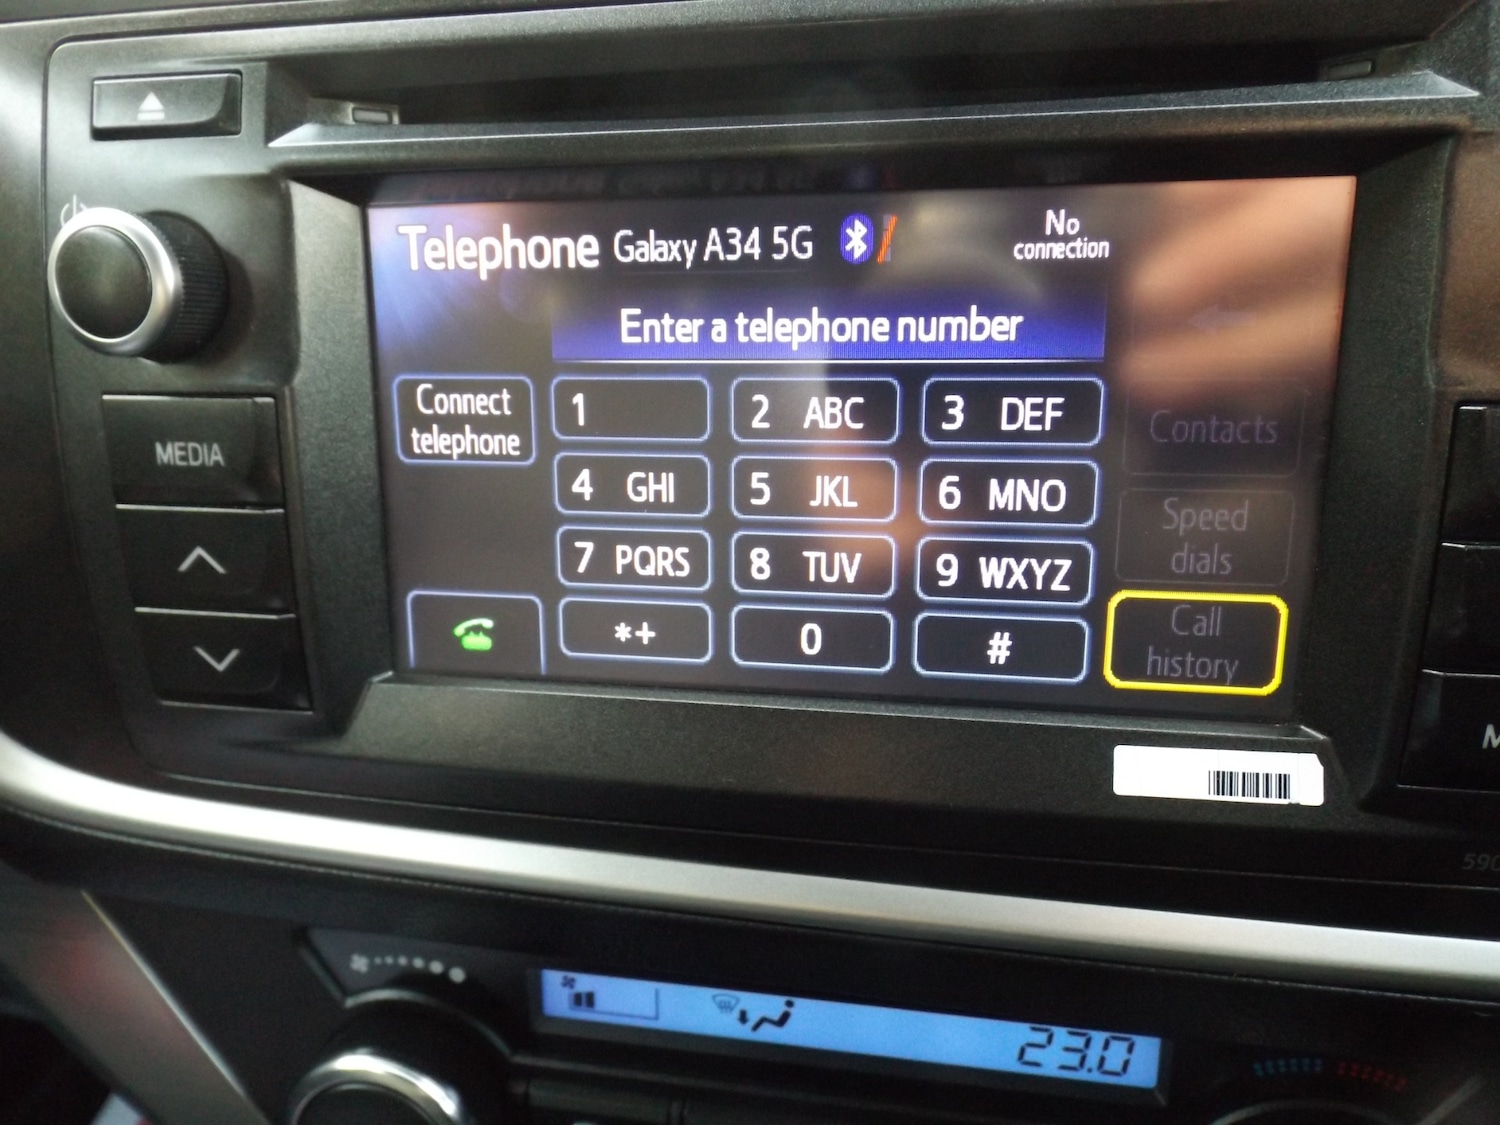 Telephone Galaxy A34 5G
No
connection
Enter a telephone number
Connect
telephone
1
2 ABC
3 DEF
Contacts
4 GHI
5 JKL
6 MNO
Speed
dials
7 PQRS
8 TUV
9 WXYZ
*+
0
#
Call
history
MEDIA
23.0